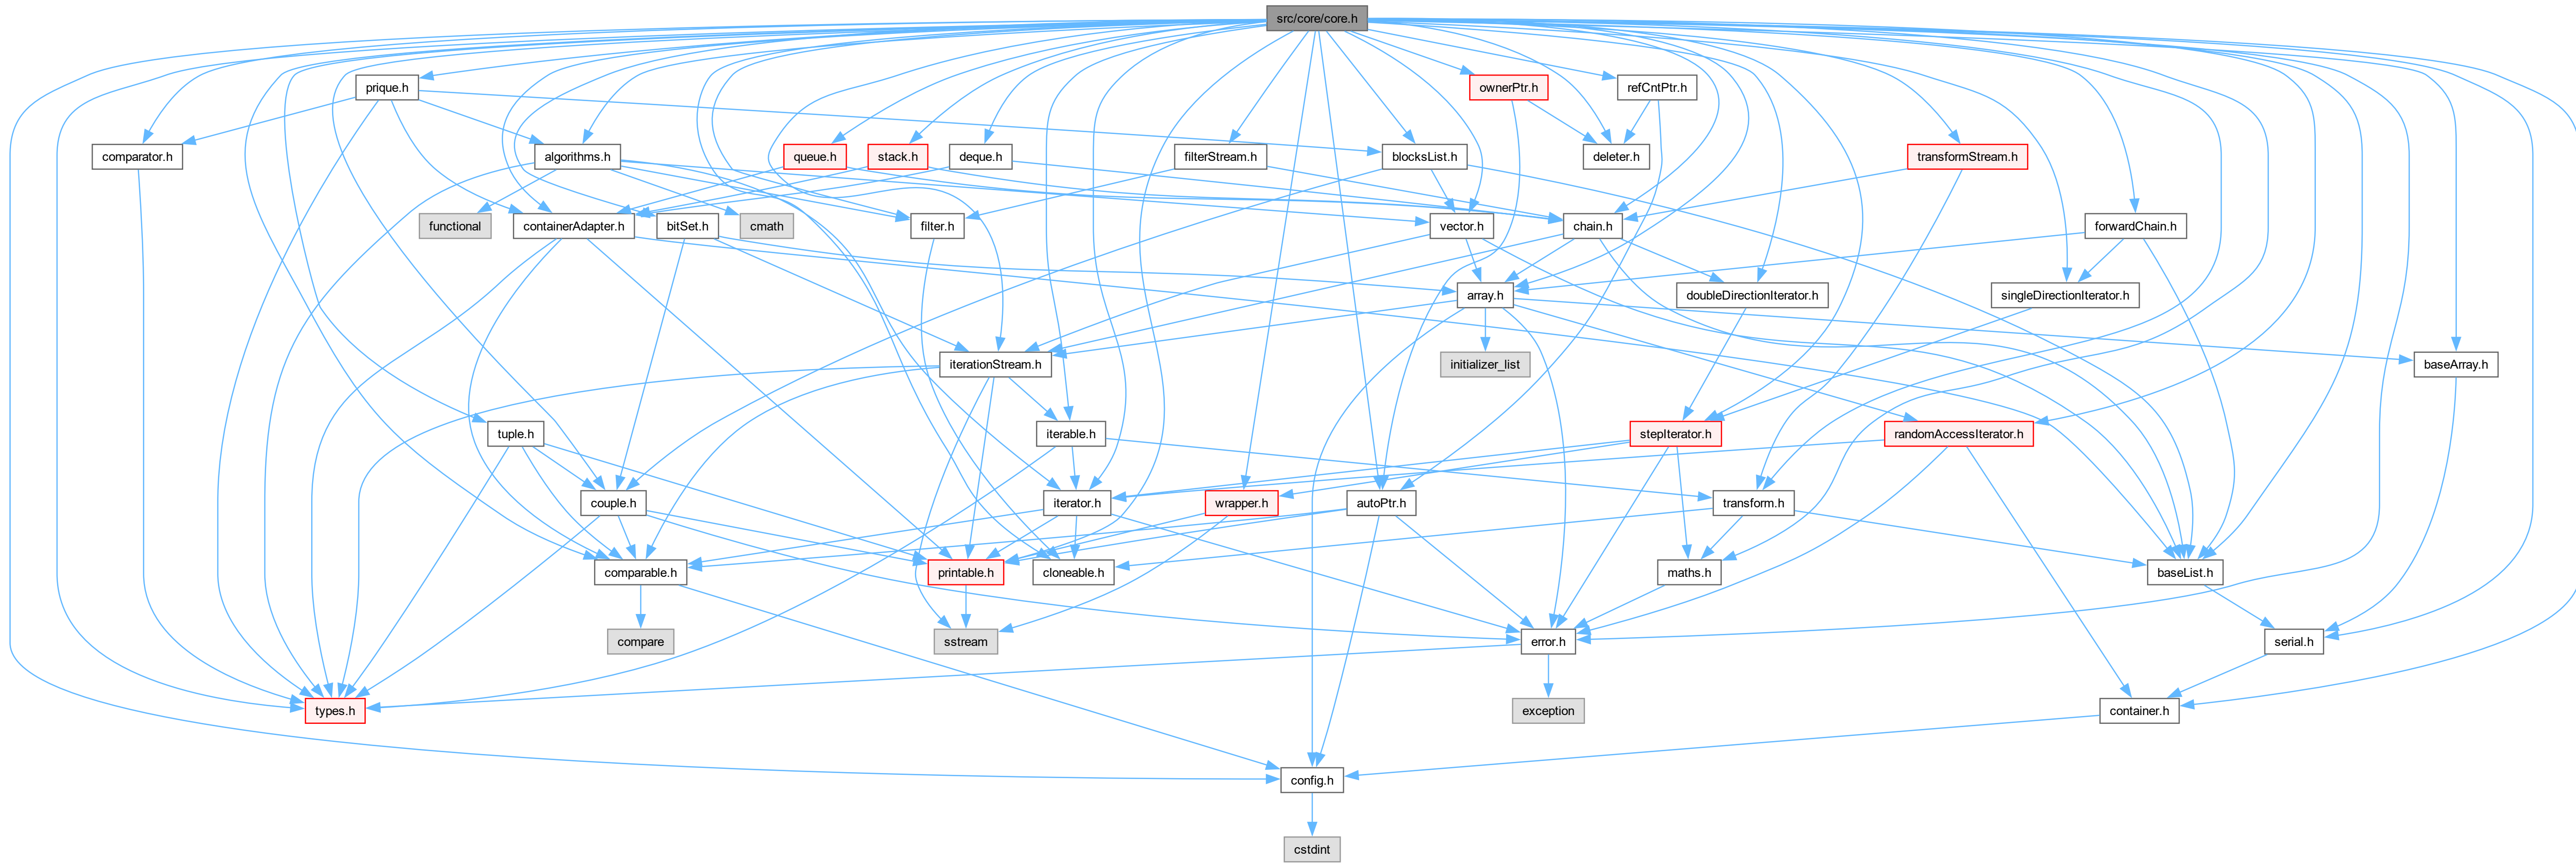 src/core/core.h
prique.h
ownerPtr.h
refCntPtr.h
comparator.h
algorithms.h
queue.h
stack.h
deque.h
filterStream.h
blocksList.h
deleter.h
transformStream.h
functional
containerAdapter.h
bitSet.h
cmath
filter.h
vector.h
chain.h
forwardChain.h
array.h
doubleDirectionIterator.h
singleDirectionIterator.h
iterationStream.h
initializer_list
baseArray.h
tuple.h
iterable.h
stepIterator.h
randomAccessIterator.h
couple.h
iterator.h
wrapper.h
autoPtr.h
transform.h
comparable.h
printable.h
cloneable.h
maths.h
baseList.h
compare
sstream
error.h
serial.h
types.h
exception
container.h
config.h
cstdint